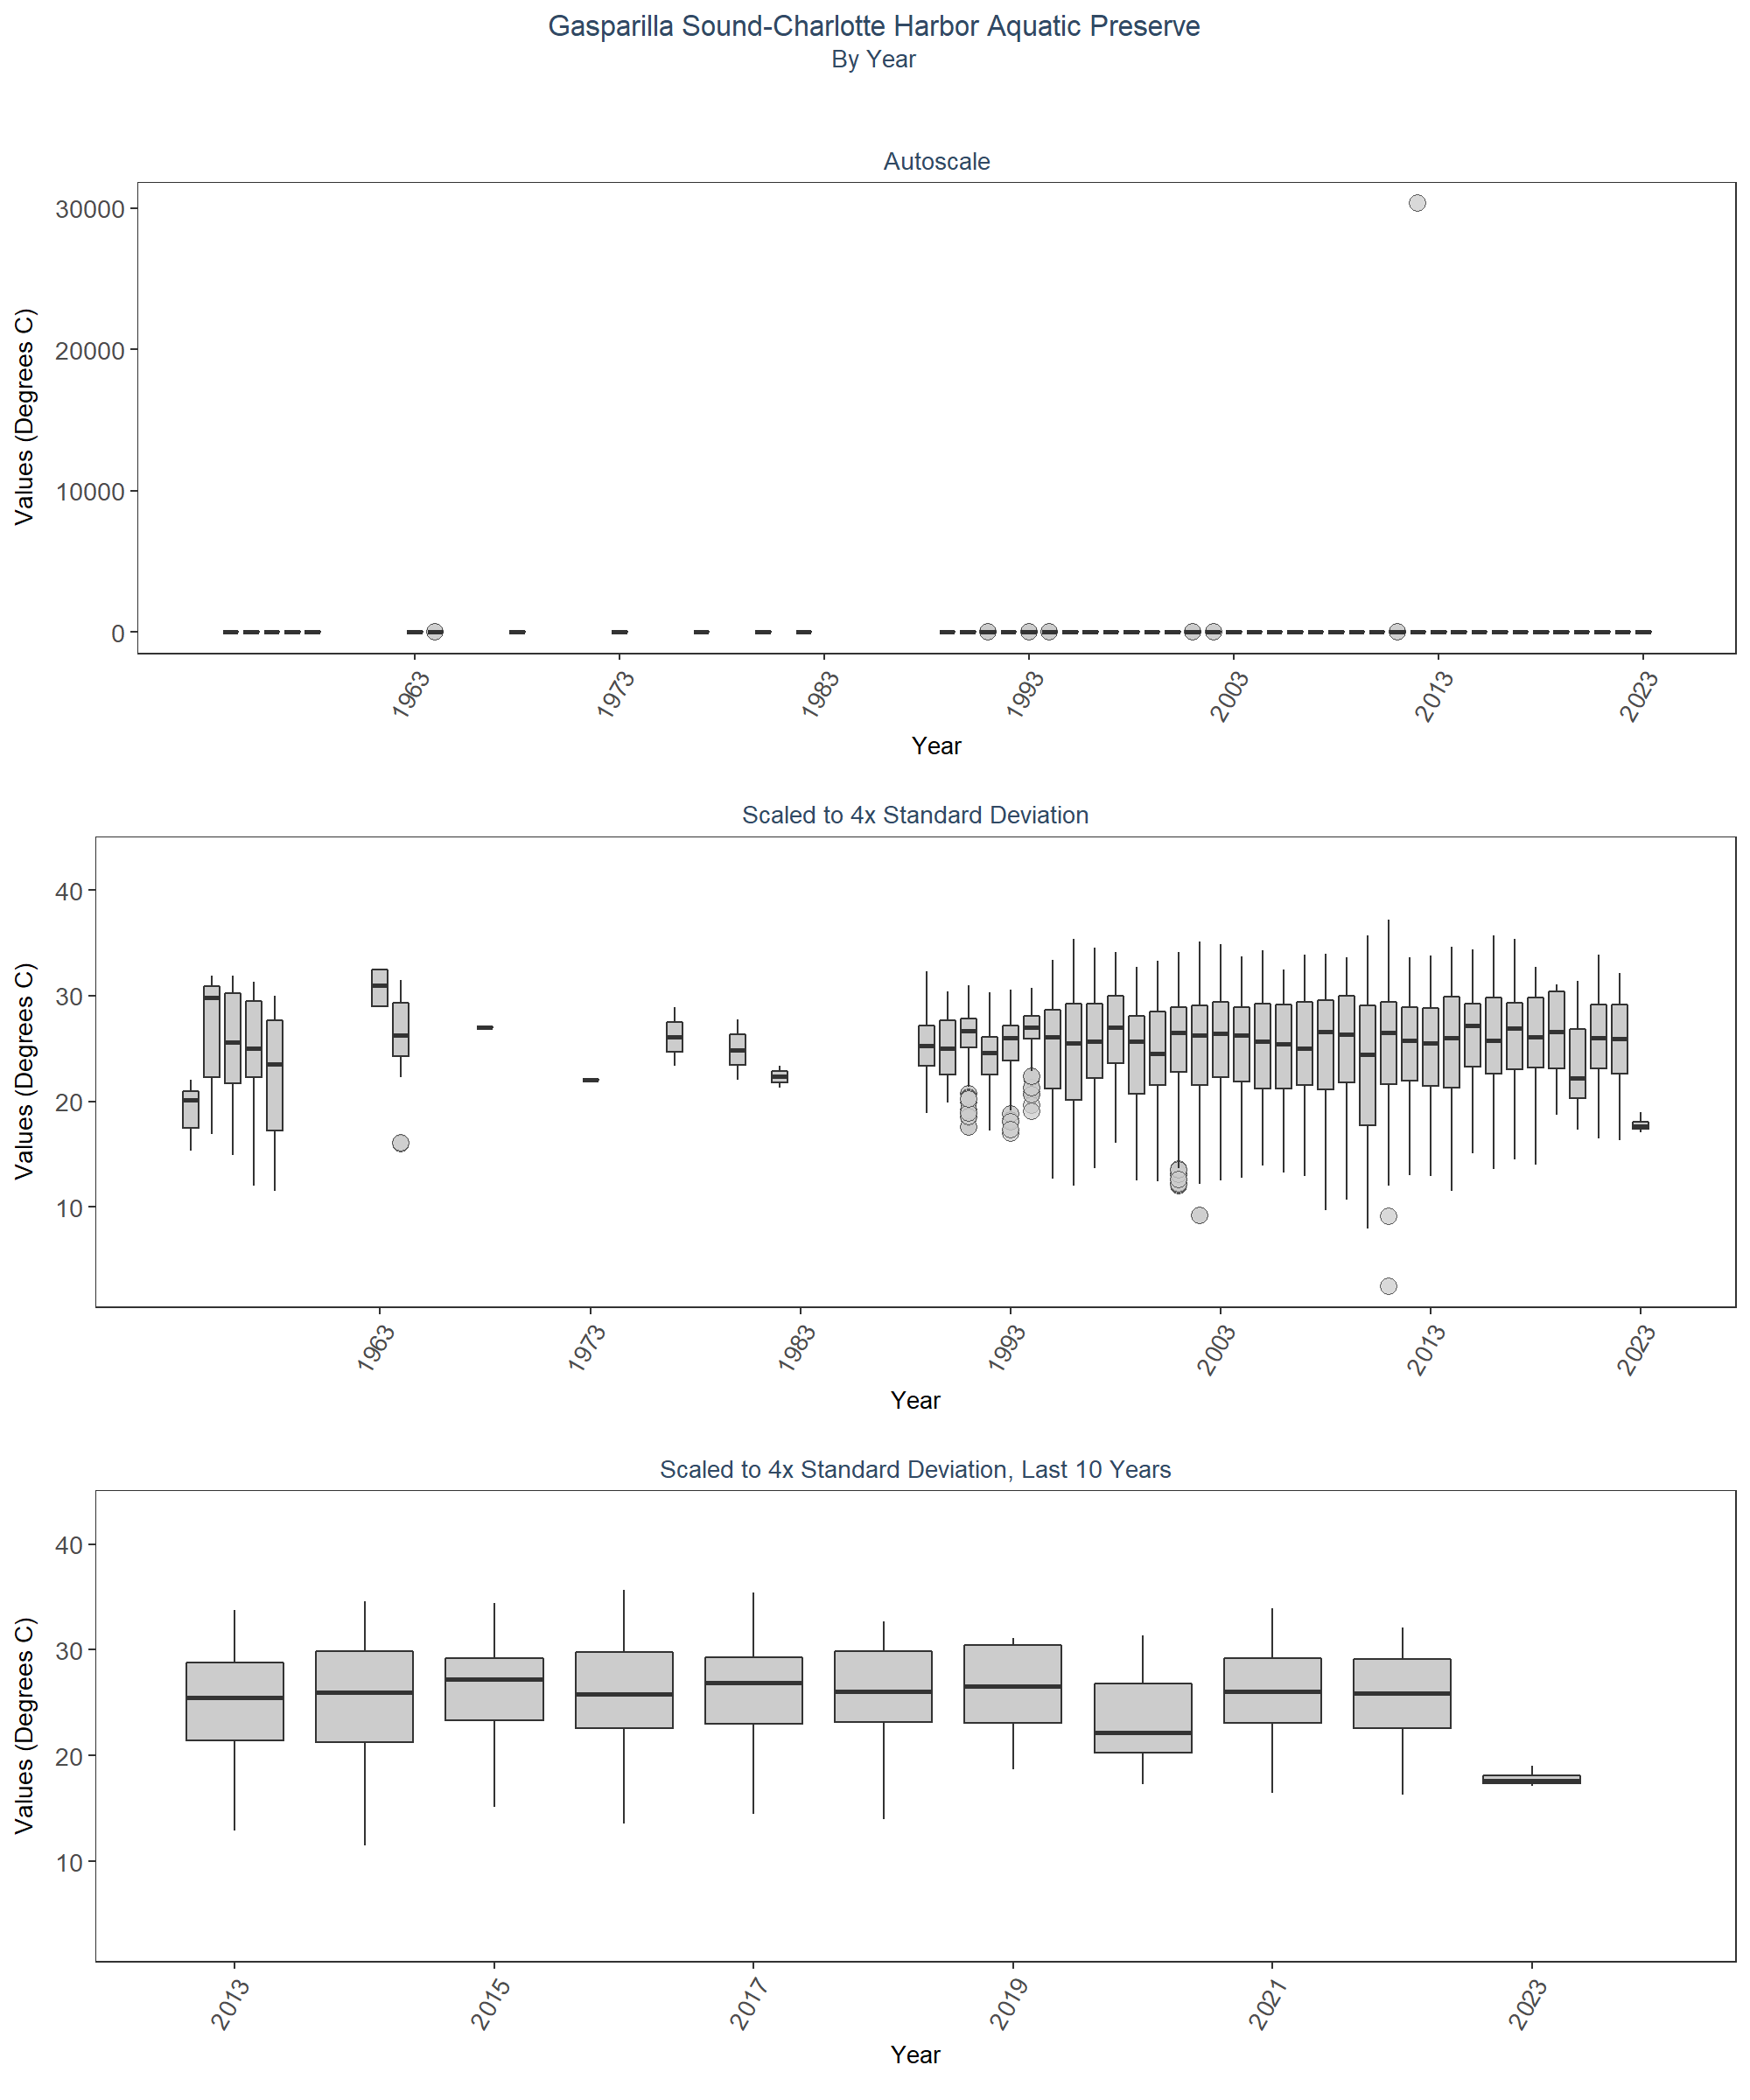 Gasparilla Sound-Charlotte Harbor Aquatic Preserve
By Year
Autoscale
Values (Degrees C)
30000
20000
10000
0
1963
1973
1983
1993
2003
2013
2023
Year
Scaled to 4x Standard Deviation
Values (Degrees C)
40
30
20
10
1963
1973
1983
1993
2003
2013
2023
Year
Scaled to 4x Standard Deviation, Last 10 Years
Values (Degrees C)
40
30
20
10
2013
2015
2017
2019
2021
2023
Year